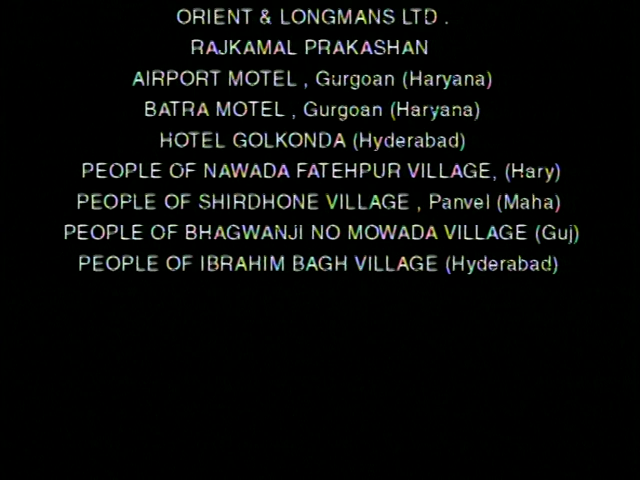 ORIENT & LONGMANS LTD .
RAJKAMAL PRAKASHAN
AIRPORT MOTEL , Gurgoan (Haryana)
BATRA MOTEL , Gurgoan (Haryana)
HOTEL GOLKONDA (Hyderabad)
PEOPLE OF NAWADA FATEHPUR VILLAGE, (Hary)
PEOPLE OF SHIRDHONE VILLAGE , Panvel (Maha)
PEOPLE OF BHAGWANJI NO MOWADA VILLAGE (Guj)
PEOPLE OF IBRAHIM BAGH VILLAGE (Hyderabad)